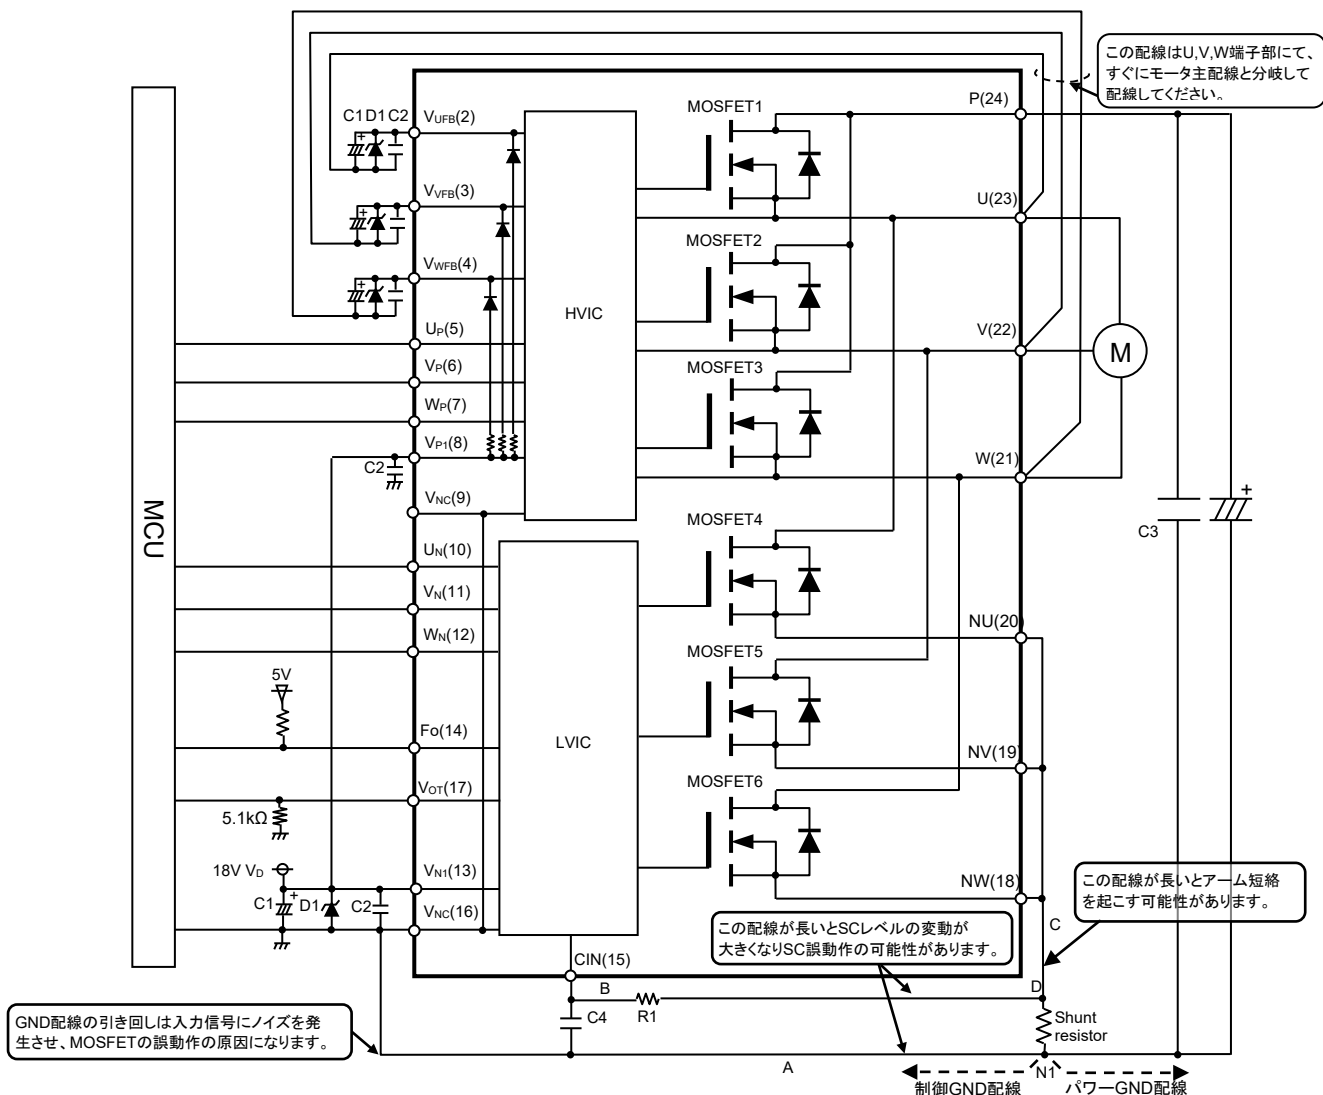 この配線はU,V,W端子部にて、
すぐにモータ主配線と分岐して
配線してください。
MOSFET1
P(24)
C1 D1 C2
VUFB(2)
+
VVFB(3)
+
U(23)
MOSFET2
VWFB(4)
+
HVIC
UP(5)
V(22)
M
VP(6)
MOSFET3
WP(7)
VP1(8)
C2
W(21)
MCU
VNC(9)
+
C3
MOSFET4
UN(10)
VN(11)
WN(12)
NU(20)
MOSFET5
5V
Fo(14)
LVIC
NV(19)
VOT(17)
MOSFET6
5.1kΩ
18V VD
VN1(13)
NW(18)
この配線が長いとアーム短絡
を起こす可能性があります。
C1
+
D1
C2
VNC(16)
この配線が長いとSCレベルの変動が
大きくなりSC誤動作の可能性があります。
C
CIN(15)
B
D
R1
GND配線の引き回しは入力信号にノイズを発
生させ、MOSFETの誤動作の原因になります。
C4
Shunt
resistor
A
N1
制御GND配線
パワーGND配線